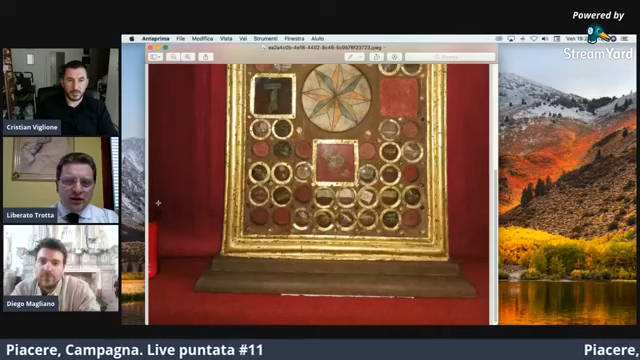 Powered by
StreamYard
Anteprima File Modifica Vista Vai Strumenti Finestra Aiuto
Cristian Viglione
Liberato Trotta
Diego Magliano
Piacere, Campagna. Live puntata #11
Piacere,